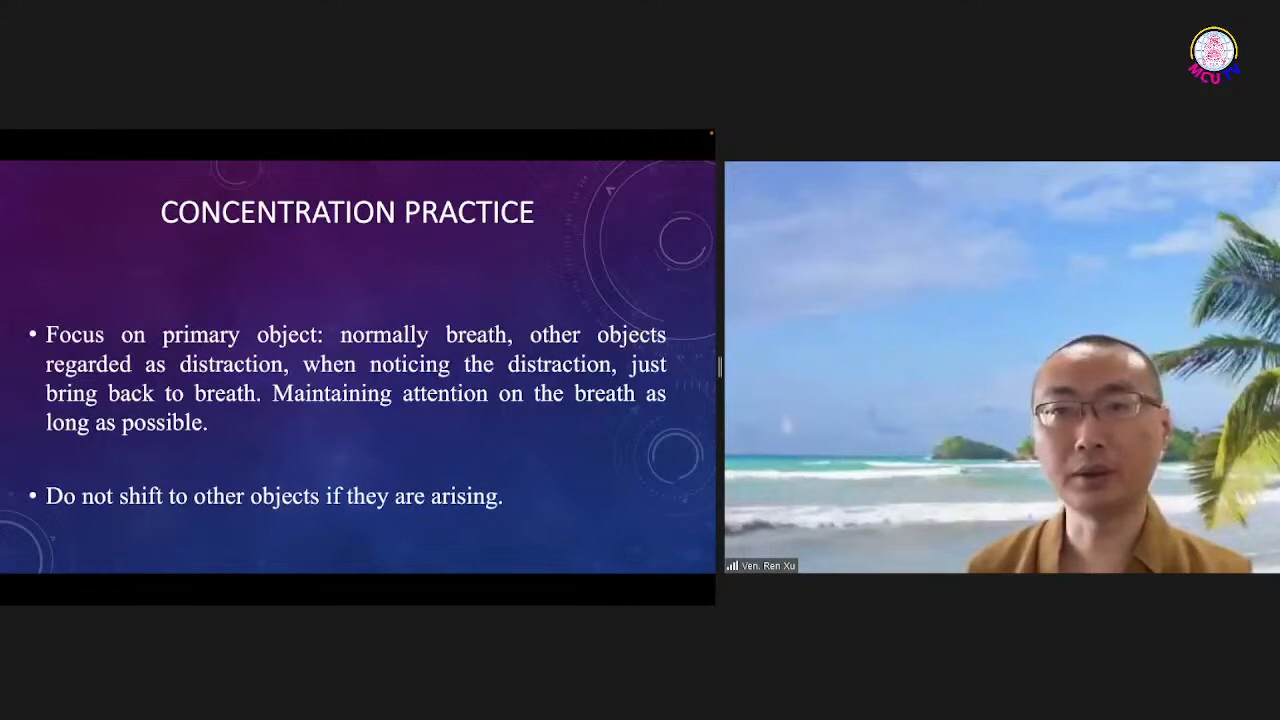 MCU TV
CONCENTRATION PRACTICE
• Focus on primary object: normally breath, other objects
regarded as distraction, when noticing the distraction, just
bring back to breath. Maintaining attention on the breath as
long as possible.
• Do not shift to other objects if they are arising.
Ven. Ren Xu